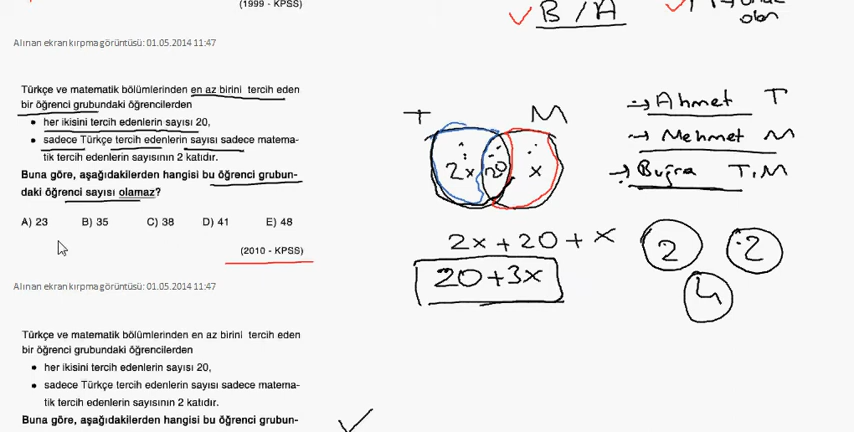 (1999 - KPSS)
B / A
olan
Alınan ekran kırpma görüntüsü: 01.05.2014 11:47
Türkçe ve matematik bölümlerinden en az birini tercih eden
bir öğrenci grubundaki öğrencilerden
• her ikisini tercih edenlerin sayısı 20,
• sadece Türkçe tercih edenlerin sayısı sadece matema-
tik tercih edenlerin sayısının 2 katıdır.
Buna göre, aşağıdakilerden hangisi bu öğrenci grubun-
daki öğrenci sayısı olamaz?
A) 23 B) 35 C) 38 D) 41 E) 48
(2010 - KPSS)
T M
2x 20 x
2x + 20 + x
20+3x
→ Ahmet T
→ Mehmet M
→ Buğra T.M
2 2
4
Alınan ekran kırpma görüntüsü: 01.05.2014 11:47
Türkçe ve matematik bölümlerinden en az birini tercih eden
bir öğrenci grubundaki öğrencilerden
• her ikisini tercih edenlerin sayısı 20,
• sadece Türkçe tercih edenlerin sayısı sadece matema-
tik tercih edenlerin sayısının 2 katıdır.
Buna göre, aşağıdakilerden hangisi bu öğrenci grubun-